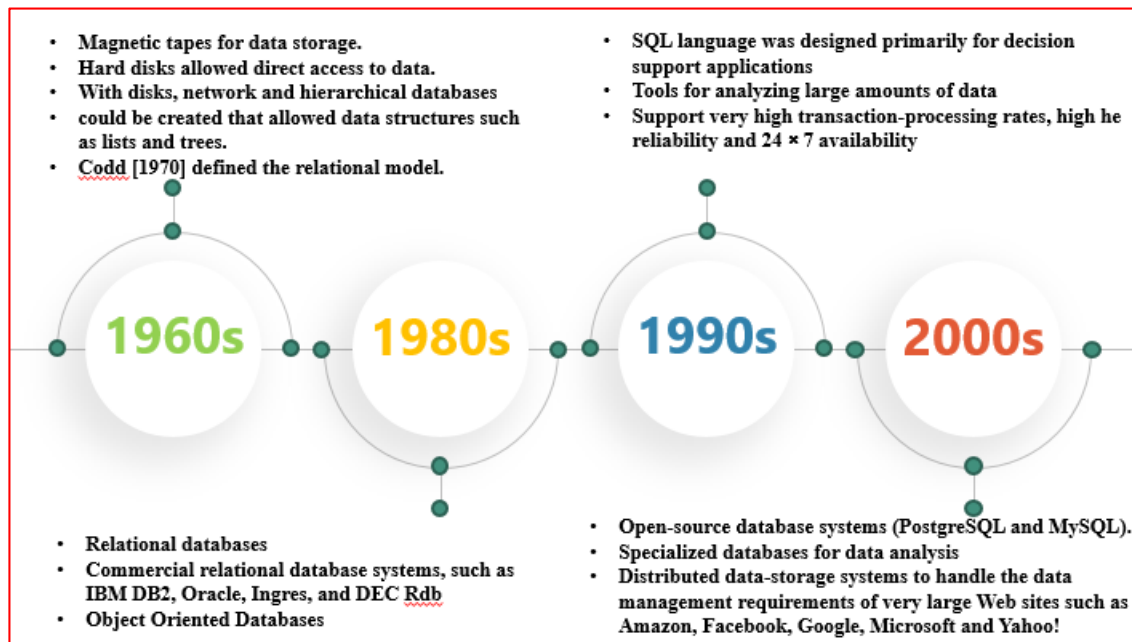 • Magnetic tapes for data storage.
• Hard disks allowed direct access to data.
• With disks, network and hierarchical databases
• could be created that allowed data structures such
as lists and trees.
• Codd [1970] defined the relational model.
• SQL language was designed primarily for decision
support applications
• Tools for analyzing large amounts of data
• Support very high transaction-processing rates, high he
reliability and 24 × 7 availability
1960s
1980s
1990s
2000s
• Relational databases
• Commercial relational database systems, such as
IBM DB2, Oracle, Ingres, and DEC Rdb
• Object Oriented Databases
• Open-source database systems (PostgreSQL and MySQL).
• Specialized databases for data analysis
• Distributed data-storage systems to handle the data
management requirements of very large Web sites such as
Amazon, Facebook, Google, Microsoft and Yahoo!